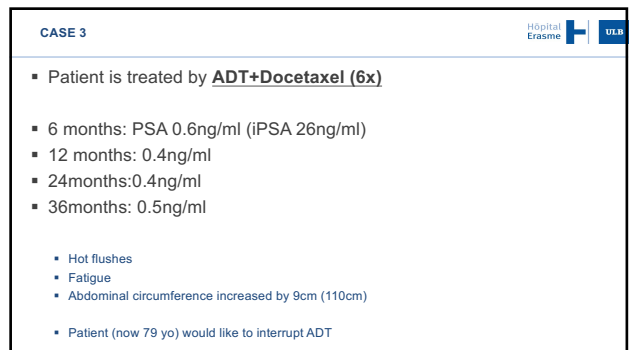 CASE 3
Hôpital
Erasme
ULB
▪ Patient is treated by ADT+Docetaxel (6x)
▪ 6 months: PSA 0.6ng/ml (iPSA 26ng/ml)
▪ 12 months: 0.4ng/ml
▪ 24months:0.4ng/ml
▪ 36months: 0.5ng/ml
▪ Hot flushes
▪ Fatigue
▪ Abdominal circumference increased by 9cm (110cm)
▪ Patient (now 79 yo) would like to interrupt ADT